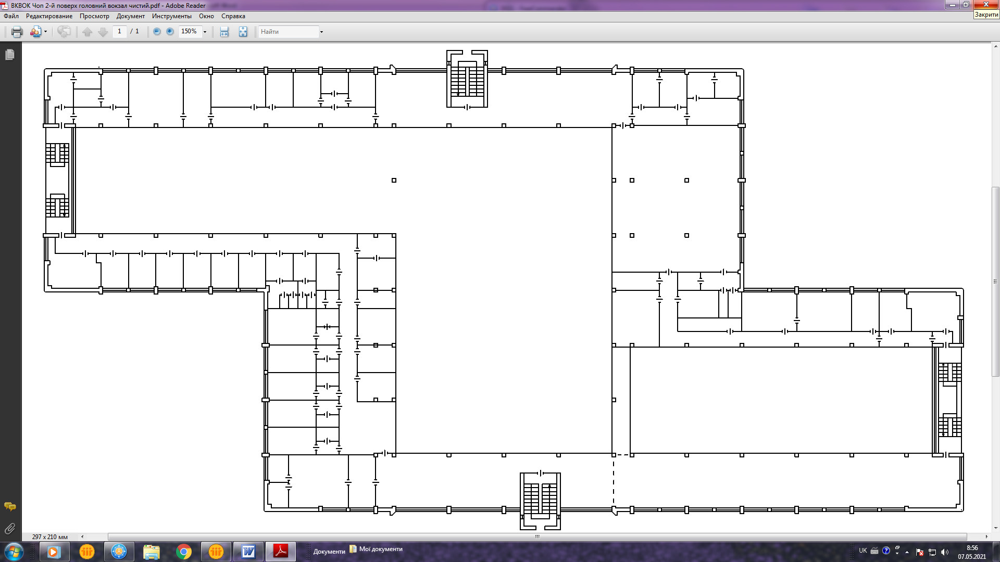 ВКВОК Чоп 2-й поверх головний вокзал чистий.pdf - Adobe Reader
Закрити
Файл Редактирование Просмотр Документ Инструменты Окно Справка
1 / 1 150% Найти
297 x 210 мм
Документи Мої документи
UK
8:56
07.05.2021